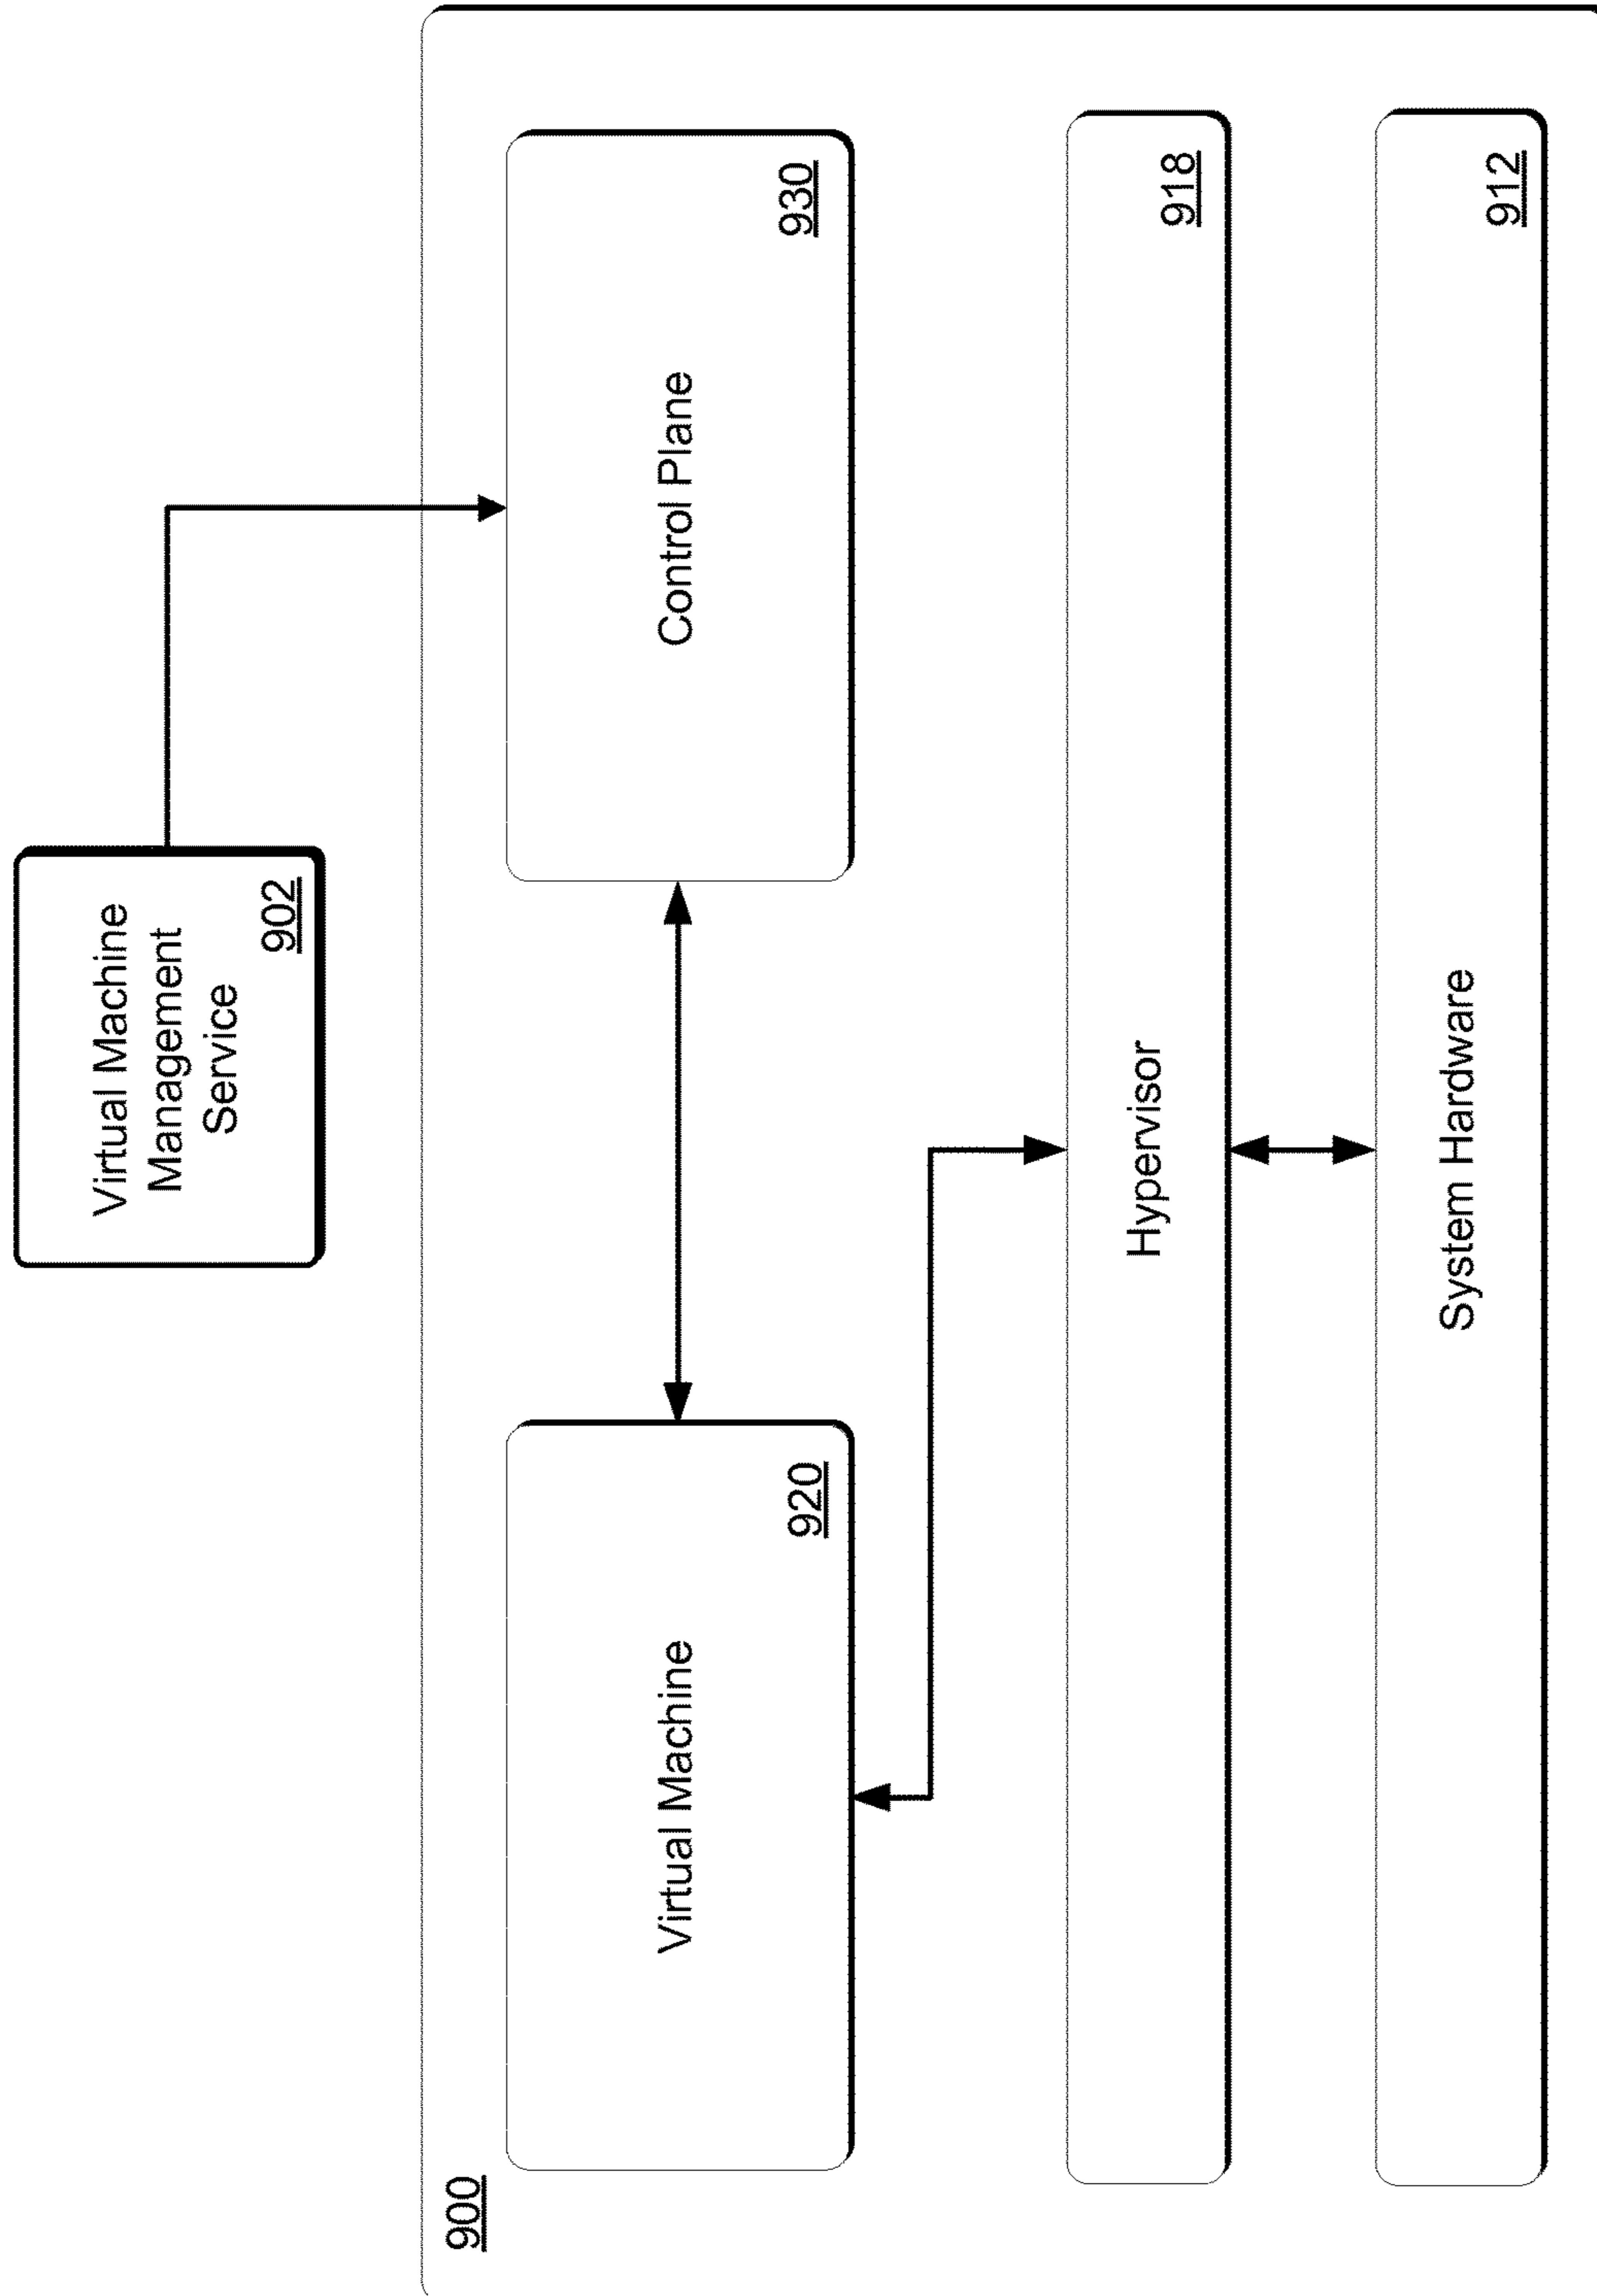 Virtual Machine
Management
Service
902
900
Virtual Machine
920
Control Plane
930
Hypervisor
918
System Hardware
912